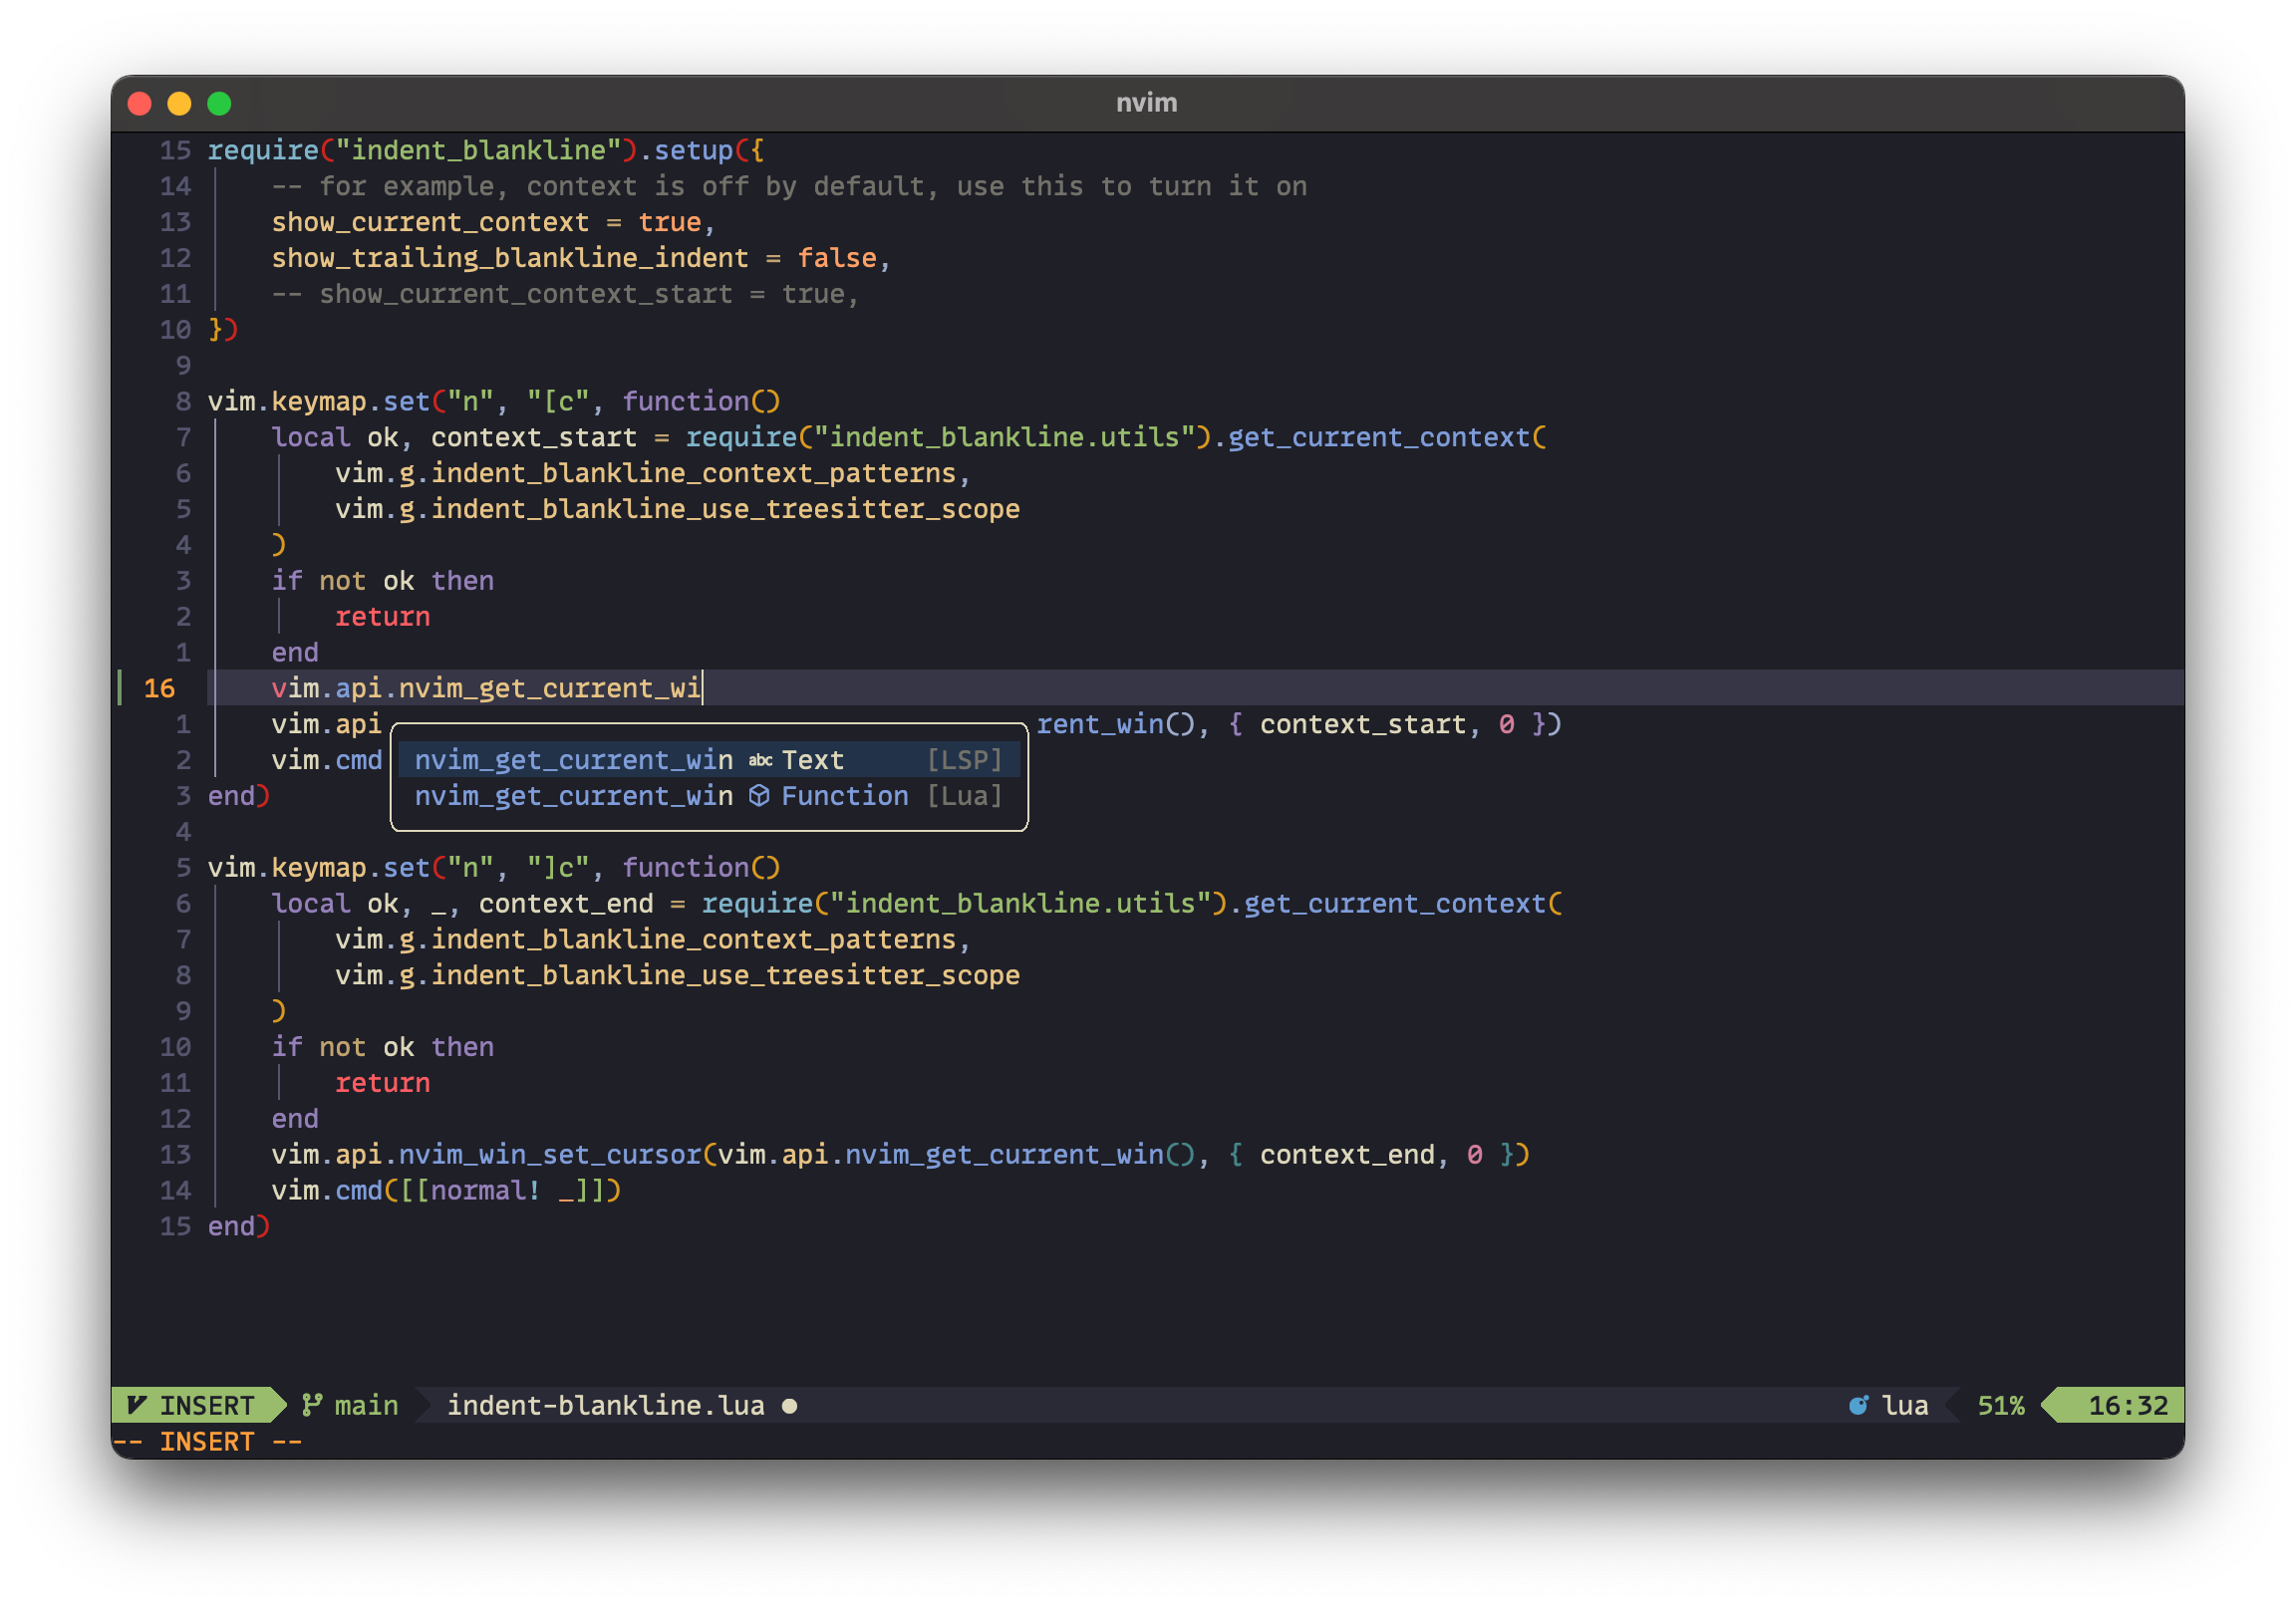 nvim
15 require("indent_blankline").setup({
14     -- for example, context is off by default, use this to turn it on
13     show_current_context = true,
12     show_trailing_blankline_indent = false,
11     -- show_current_context_start = true,
10 })
9
8 vim.keymap.set("n", "[c", function()
7     local ok, context_start = require("indent_blankline.utils").get_current_context(
6         vim.g.indent_blankline_context_patterns,
5         vim.g.indent_blankline_use_treesitter_scope
4     )
3     if not ok then
2         return
1     end
16     vim.api.nvim_get_current_wi
1     vim.api rent_win(), { context_start, 0 })
2     vim.cmd nvim_get_current_win abc Text [LSP]
3 end) nvim_get_current_win Function [Lua]
4
5 vim.keymap.set("n", "]c", function()
6     local ok, _, context_end = require("indent_blankline.utils").get_current_context(
7         vim.g.indent_blankline_context_patterns,
8         vim.g.indent_blankline_use_treesitter_scope
9     )
10     if not ok then
11         return
12     end
13     vim.api.nvim_win_set_cursor(vim.api.nvim_get_current_win(), { context_end, 0 })
14     vim.cmd([[normal! _]])
15 end)
INSERT main indent-blankline.lua ● lua 51% 16:32
-- INSERT --